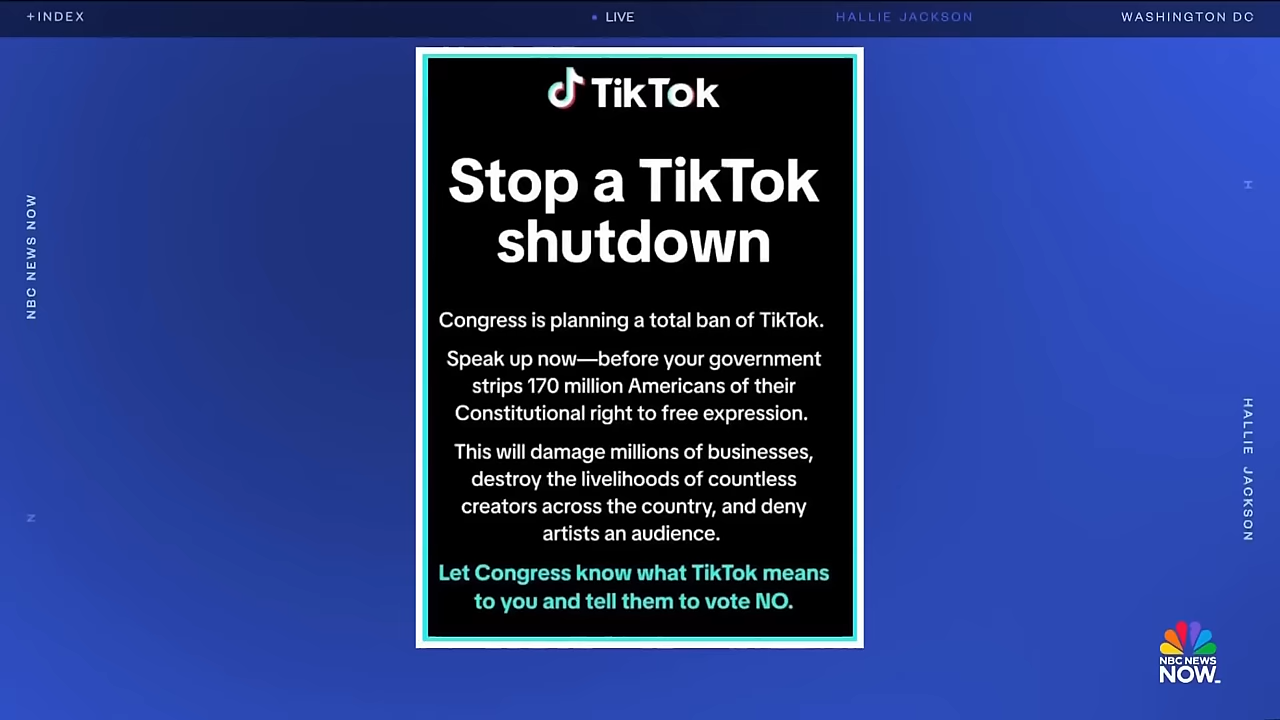 +INDEX
LIVE
HALLIE JACKSON
WASHINGTON DC
NBC NEWS NOW
N
TikTok
Stop a TikTok
shutdown
Congress is planning a total ban of TikTok.
Speak up now—before your government
strips 170 million Americans of their
Constitutional right to free expression.
This will damage millions of businesses,
destroy the livelihoods of countless
creators across the country, and deny
artists an audience.
Let Congress know what TikTok means
to you and tell them to vote NO.
H
HALLIE JACKSON
NBC NEWS
NOW